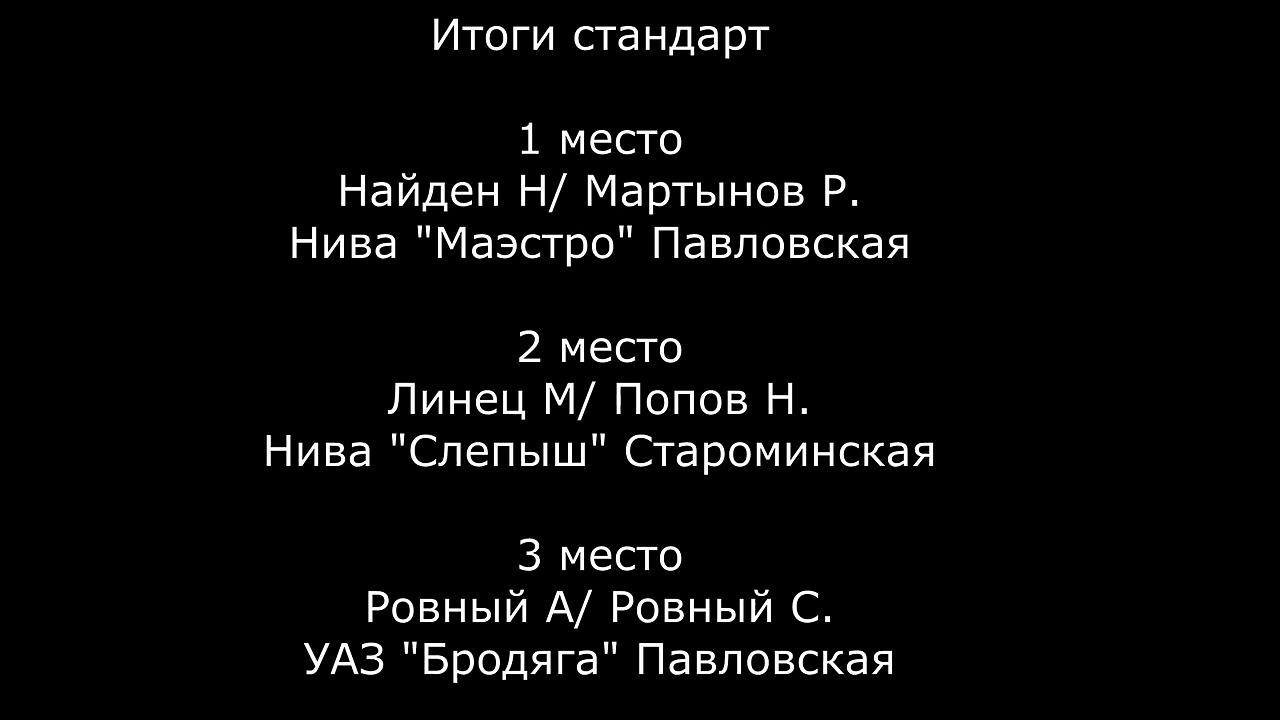 Итоги стандарт
1 место
Найден Н/ Мартынов Р.
Нива "Маэстро" Павловская
2 место
Линец М/ Попов Н.
Нива "Слепыш" Староминская
3 место
Ровный А/ Ровный С.
УАЗ "Бродяга" Павловская